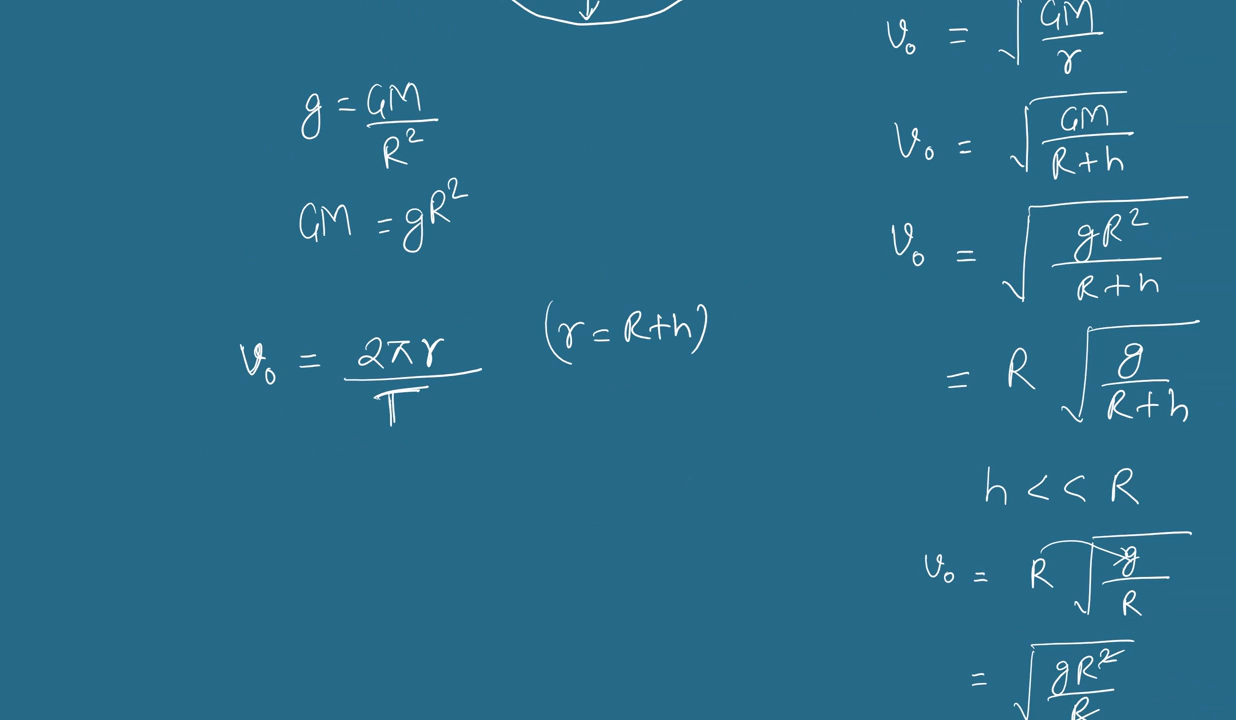 g = GM/R²
GM = gR²
v₀ = 2πr/T (r = R+h)
v₀ = √(GM/r)
v₀ = √(GM/(R+h))
v₀ = √(gR²/(R+h))
= R √(g/(R+h))
h << R
v₀ = R √(g/R)
= √(gR²/R)